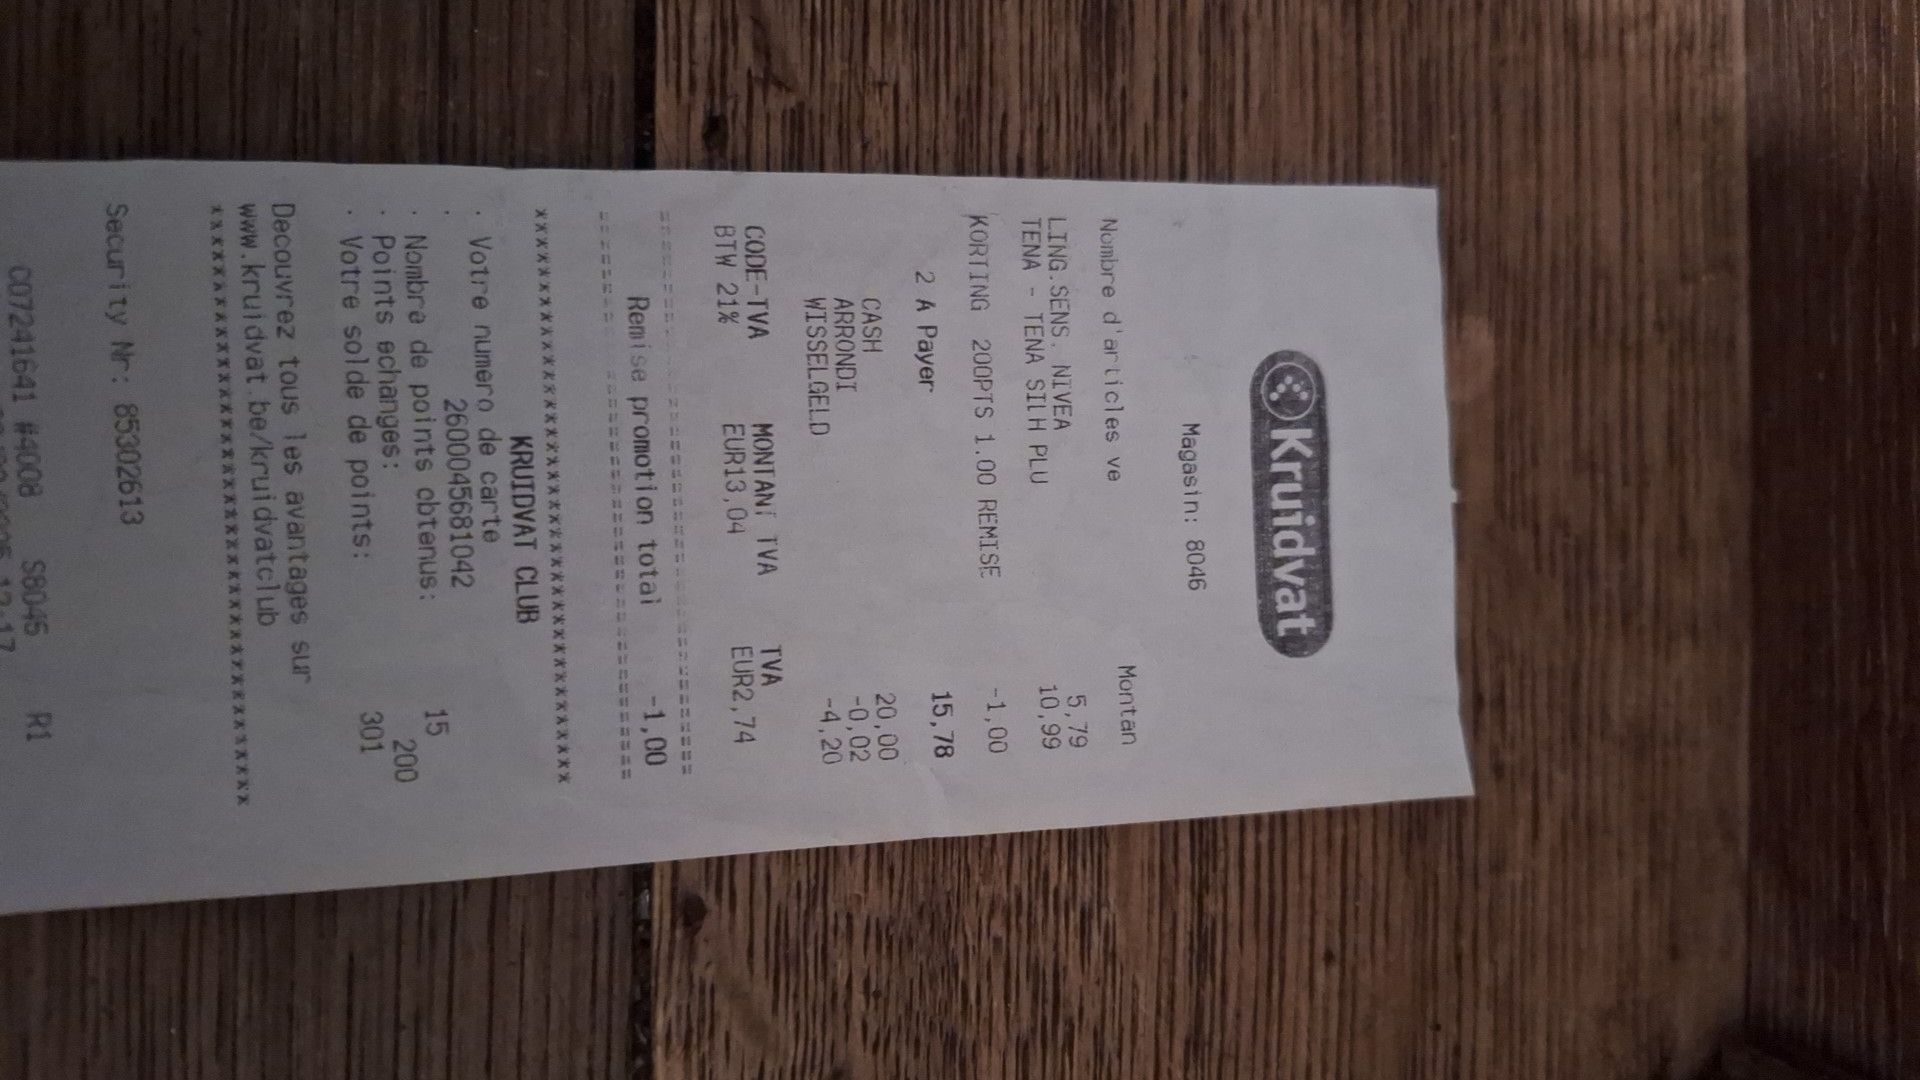 Kruidvat
Magasin: 8046
Nombre d'articles ve Montan
LING.SENS. NIVEA 5,79
TENA - TENA SILH PLU 10,99
KORTING 200PTS 1.00 REMISE -1,00
2 A Payer 15,78
CASH 20,00
ARRONDI -0,02
WISSELGELD -4,20
CODE-TVA MONTANT TVA TVA
BTW 21% EUR13,04 EUR2,74
================================
Remise promotion total -1,00
================================
********************************
KRUIDVAT CLUB
. Votre numero de carte
. 2600045681042
. Nombre de points obtenus: 15
. Points echanges: 200
. Votre solde de points: 301
Decouvrez tous les avantages sur
www.kruidvat.be/kruidvatclub
********************************
Security Nr: 85302613
C07241641 #4008 S8045 R1